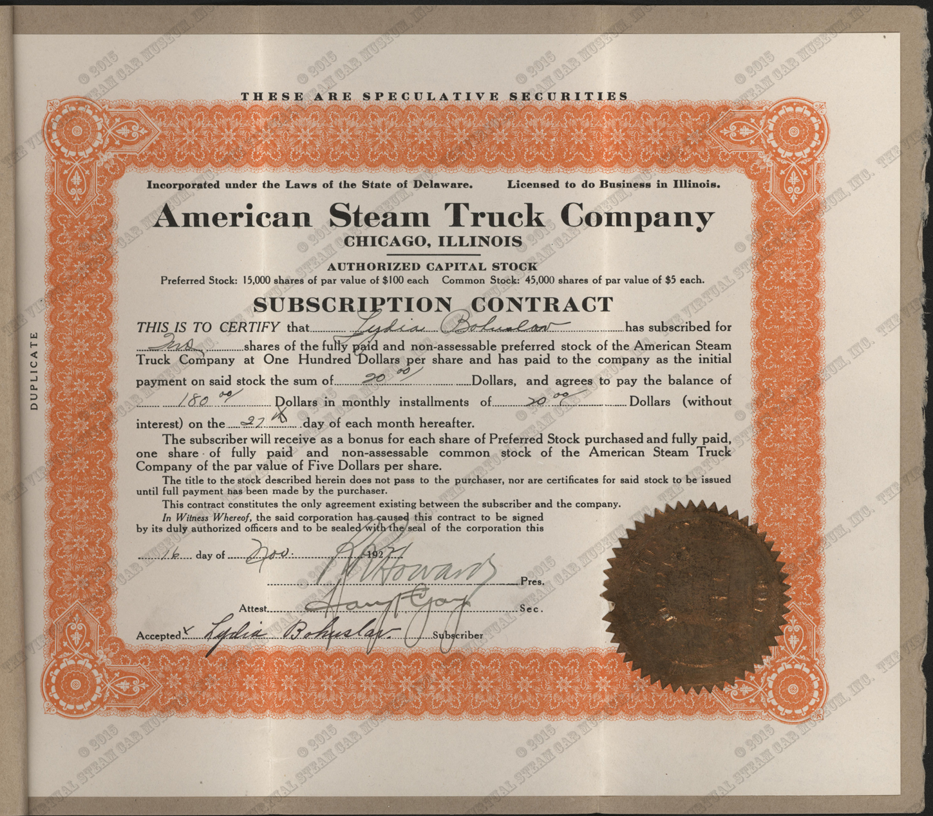 THESE ARE SPECULATIVE SECURITIES
Incorporated under the Laws of the State of Delaware. Licensed to do Business in Illinois.
American Steam Truck Company
CHICAGO, ILLINOIS
AUTHORIZED CAPITAL STOCK
Preferred Stock: 15,000 shares of par value of $100 each Common Stock: 45,000 shares of par value of $5 each.
SUBSCRIPTION CONTRACT
THIS IS TO CERTIFY that Lydia Bohuslav has subscribed for
Two shares of the fully paid and non-assessable preferred stock of the American Steam
Truck Company at One Hundred Dollars per share and has paid to the company as the initial
payment on said stock the sum of 20 00/ Dollars, and agrees to pay the balance of
180 00/ Dollars in monthly installments of 20 00 Dollars (without
interest) on the 27th day of each month hereafter.
The subscriber will receive as a bonus for each share of Preferred Stock purchased and fully paid,
one share of fully paid and non-assessable common stock of the American Steam Truck
Company of the par value of Five Dollars per share.
The title to the stock described herein does not pass to the purchaser, nor are certificates for said stock to be issued
until full payment has been made by the purchaser.
This contract constitutes the only agreement existing between the subscriber and the company.
In Witness Whereof, the said corporation has caused this contract to be signed
by its duly authorized officers and to be sealed with the seal of the corporation this
16 day of Nov. 192
Howard Pres.
Attest Sec.
Accepted x Lydia Bohuslav Subscriber
DUPLICATE
© 2015
THE VIRTUAL STEAM CAR MUSEUM, INC.